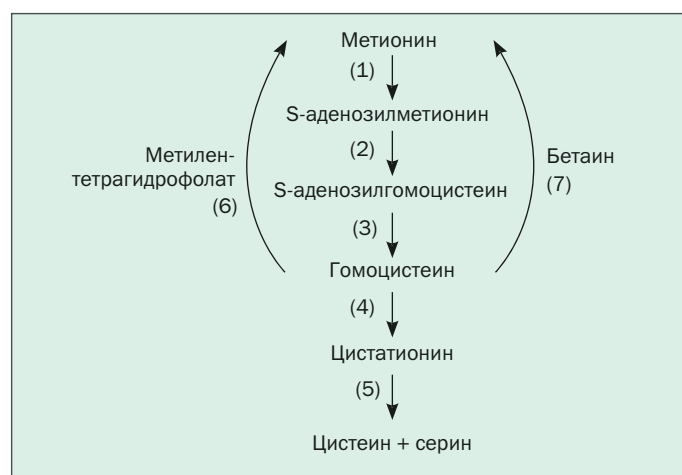 Метионин
(1)
S-аденозилметионин
(2)
Метилен-
тетрагидрофолат
(6)
Бетаин
(7)
S-аденозилгомоцистеин
(3)
Гомоцистеин
(4)
Цистатионин
(5)
Цистеин + серин